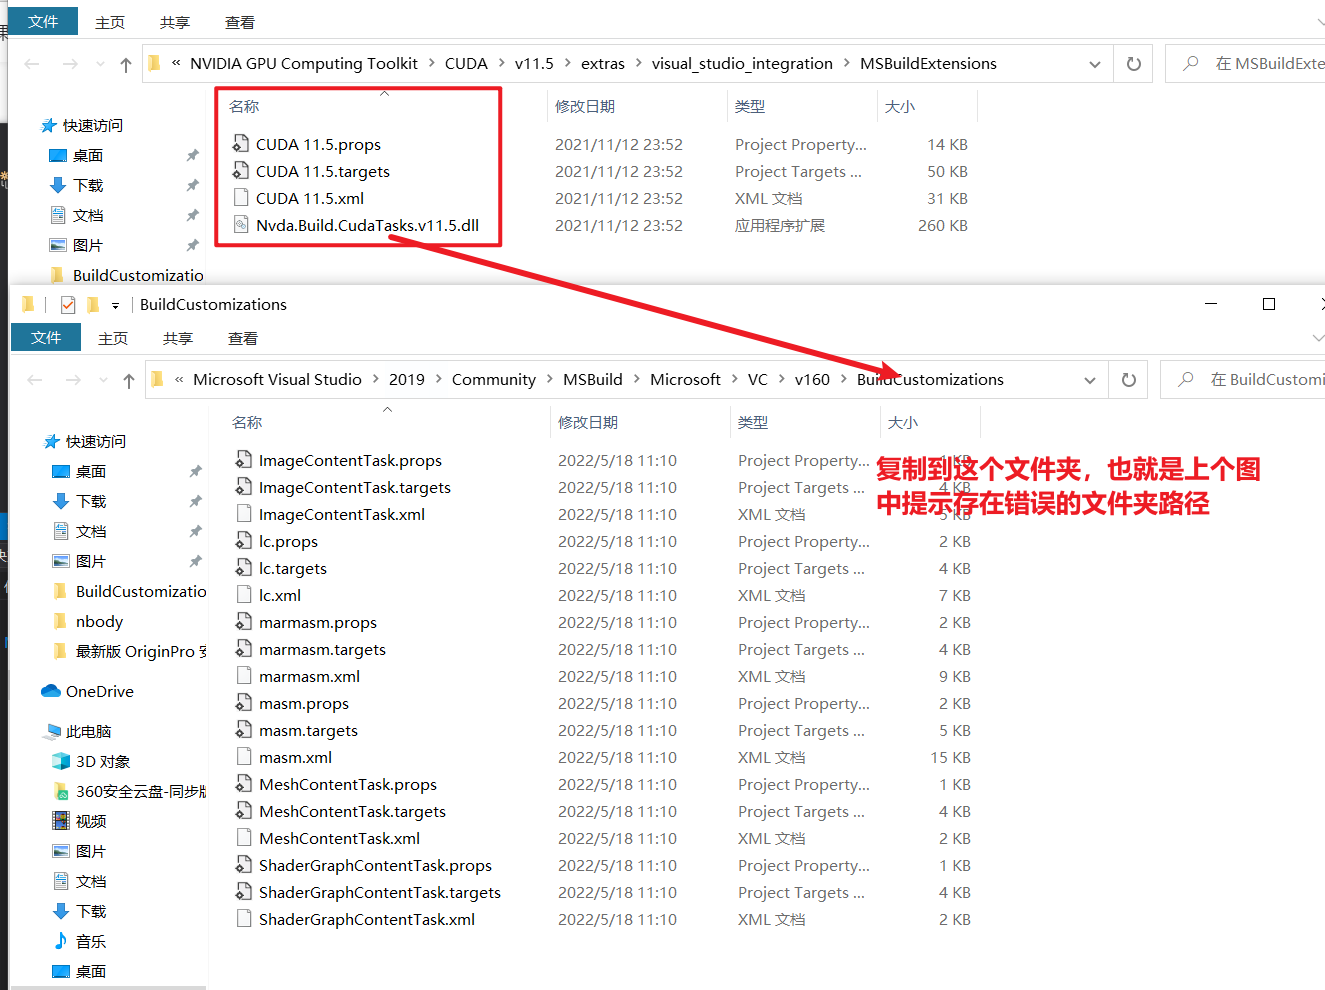 文件 主页 共享 查看
« NVIDIA GPU Computing Toolkit › CUDA › v11.5 › extras › visual_studio_integration › MSBuildExtensions 在 MSBuildExte
名称 修改日期 类型 大小
快速访问
桌面
下载
文档
图片
BuildCustomizatio
CUDA 11.5.props 2021/11/12 23:52 Project Property... 14 KB
CUDA 11.5.targets 2021/11/12 23:52 Project Targets ... 50 KB
CUDA 11.5.xml 2021/11/12 23:52 XML 文档 31 KB
Nvda.Build.CudaTasks.v11.5.dll 2021/11/12 23:52 应用程序扩展 260 KB
BuildCustomizations
文件 主页 共享 查看
« Microsoft Visual Studio › 2019 › Community › MSBuild › Microsoft › VC › v160 › BuildCustomizations 在 BuildCustomi
名称 修改日期 类型 大小
快速访问
桌面
下载
文档
图片
BuildCustomizatio
nbody
最新版 OriginPro 安
OneDrive
此电脑
3D 对象
360安全云盘-同步版
视频
图片
文档
下载
音乐
桌面
ImageContentTask.props 2022/5/18 11:10 Project Property... 1 KB
ImageContentTask.targets 2022/5/18 11:10 Project Targets ... 4 KB
ImageContentTask.xml 2022/5/18 11:10 XML 文档 5 KB
lc.props 2022/5/18 11:10 Project Property... 2 KB
lc.targets 2022/5/18 11:10 Project Targets ... 4 KB
lc.xml 2022/5/18 11:10 XML 文档 7 KB
marmasm.props 2022/5/18 11:10 Project Property... 2 KB
marmasm.targets 2022/5/18 11:10 Project Targets ... 4 KB
marmasm.xml 2022/5/18 11:10 XML 文档 9 KB
masm.props 2022/5/18 11:10 Project Property... 2 KB
masm.targets 2022/5/18 11:10 Project Targets ... 5 KB
masm.xml 2022/5/18 11:10 XML 文档 15 KB
MeshContentTask.props 2022/5/18 11:10 Project Property... 1 KB
MeshContentTask.targets 2022/5/18 11:10 Project Targets ... 4 KB
MeshContentTask.xml 2022/5/18 11:10 XML 文档 2 KB
ShaderGraphContentTask.props 2022/5/18 11:10 Project Property... 1 KB
ShaderGraphContentTask.targets 2022/5/18 11:10 Project Targets ... 4 KB
ShaderGraphContentTask.xml 2022/5/18 11:10 XML 文档 2 KB
复制到这个文件夹，也就是上个图
中提示存在错误的文件夹路径